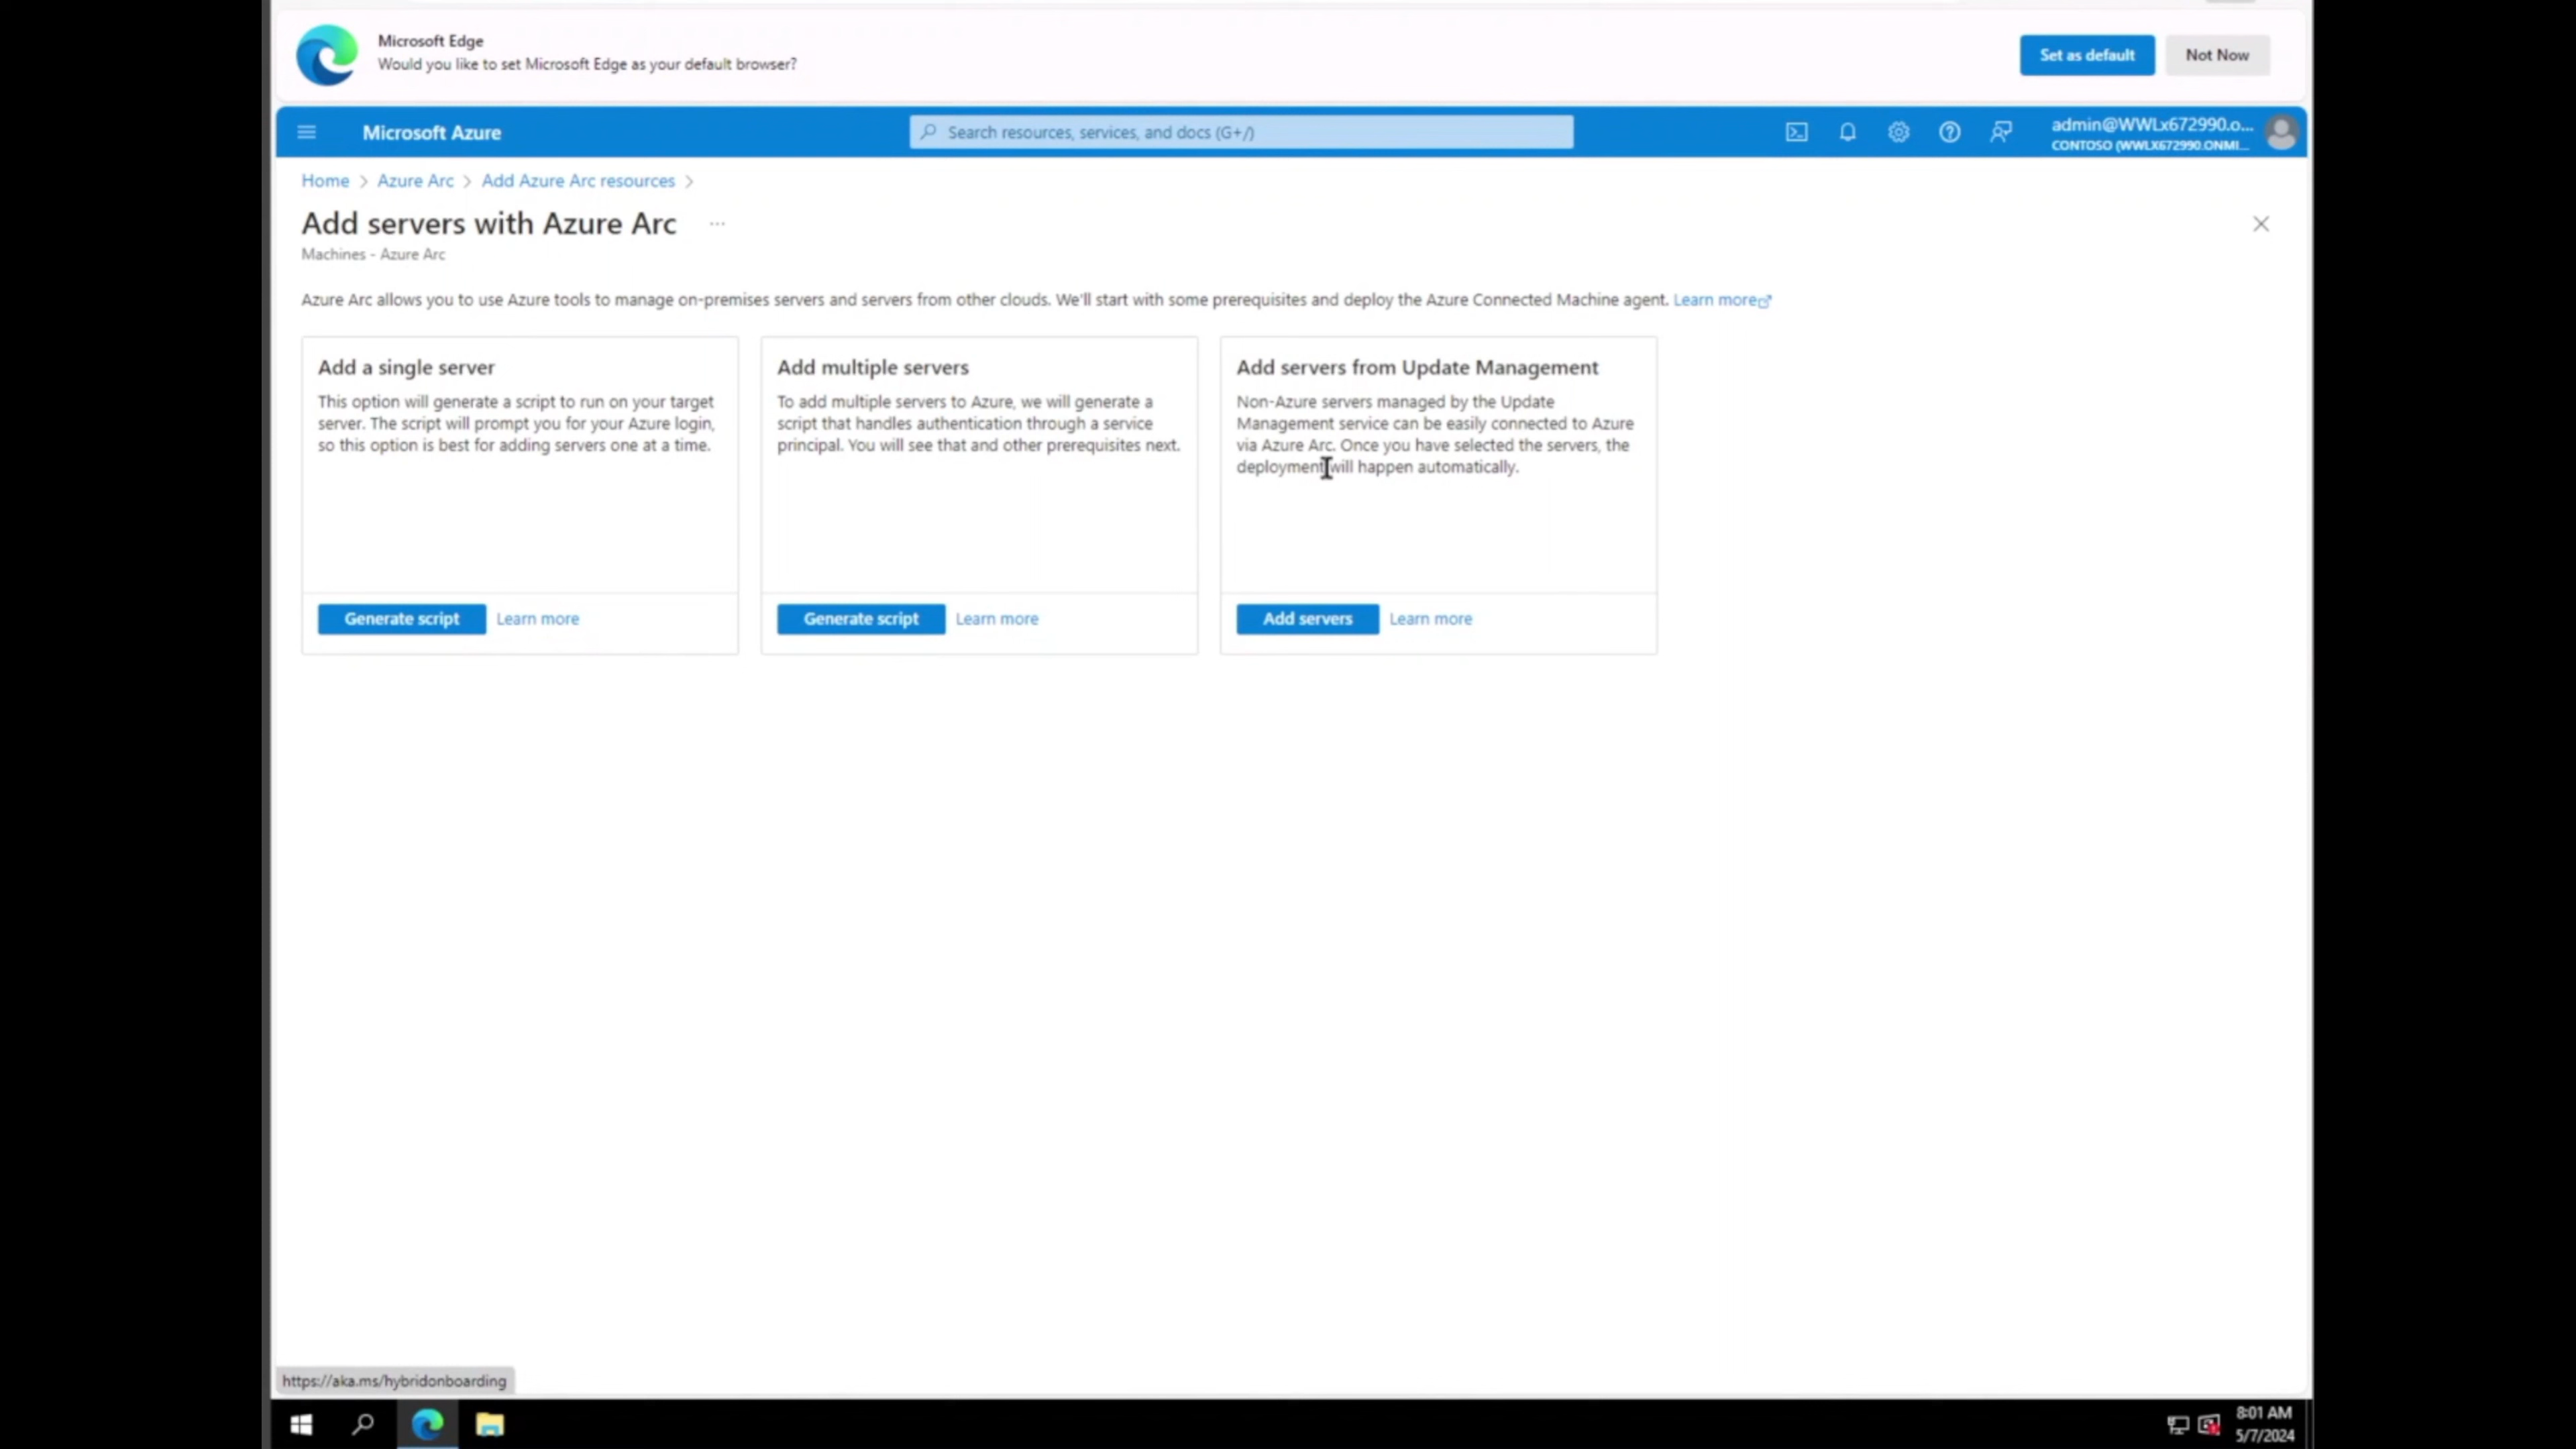 Microsoft Edge
Would you like to set Microsoft Edge as your default browser?
Set as default
Not Now
Microsoft Azure
Search resources, services, and docs (G+/)
admin@WWLx672990.o...
CONTOSO (WWLX672990.ONMI...
Home > Azure Arc > Add Azure Arc resources >
Add servers with Azure Arc ...
Machines - Azure Arc
Azure Arc allows you to use Azure tools to manage on-premises servers and servers from other clouds. We'll start with some prerequisites and deploy the Azure Connected Machine agent. Learn more
Add a single server
This option will generate a script to run on your target
server. The script will prompt you for your Azure login,
so this option is best for adding servers one at a time.
Generate script Learn more
Add multiple servers
To add multiple servers to Azure, we will generate a
script that handles authentication through a service
principal. You will see that and other prerequisites next.
Generate script Learn more
Add servers from Update Management
Non-Azure servers managed by the Update
Management service can be easily connected to Azure
via Azure Arc. Once you have selected the servers, the
deployment will happen automatically.
Add servers Learn more
https://aka.ms/hybridonboarding
8:01 AM
5/7/2024